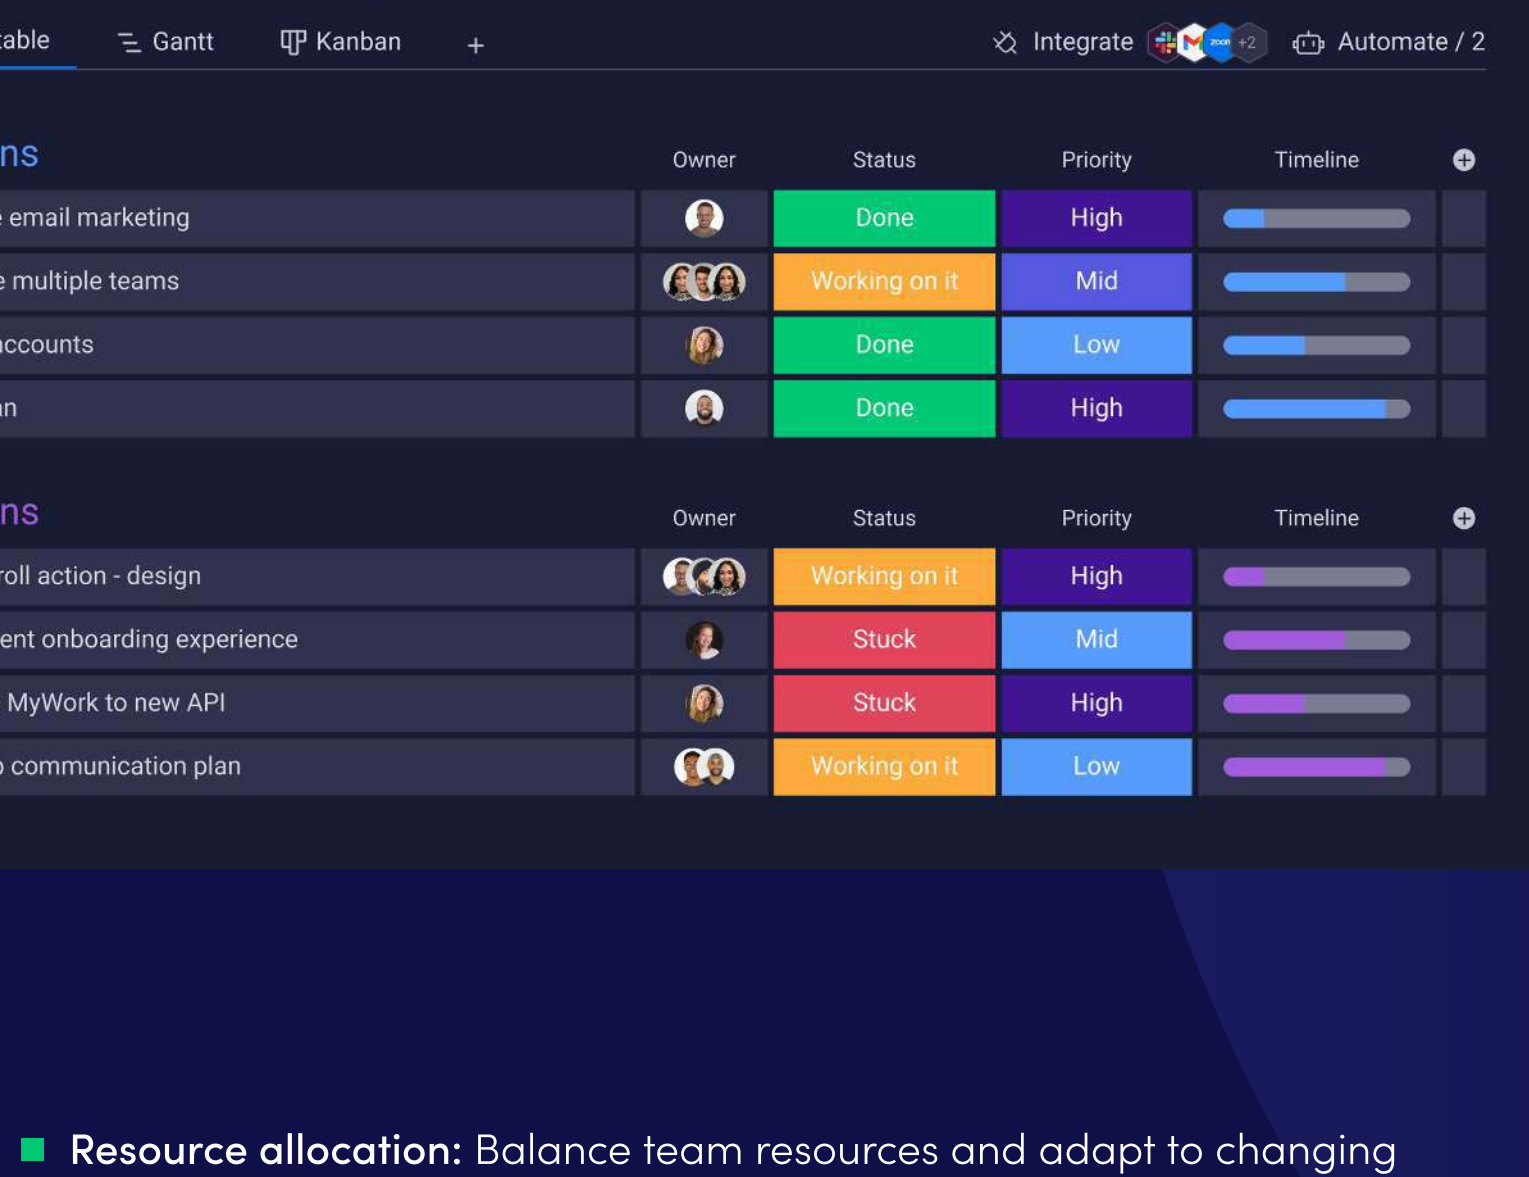 able Gantt Kanban + Integrate zoom +2 Automate / 2
ns Owner Status Priority Timeline
e email marketing Done High
e multiple teams Working on it Mid
ccounts Done Low
an Done High
ns Owner Status Priority Timeline
roll action - design Working on it High
ent onboarding experience Stuck Mid
MyWork to new API Stuck High
o communication plan Working on it Low
Resource allocation: Balance team resources and adapt to changing